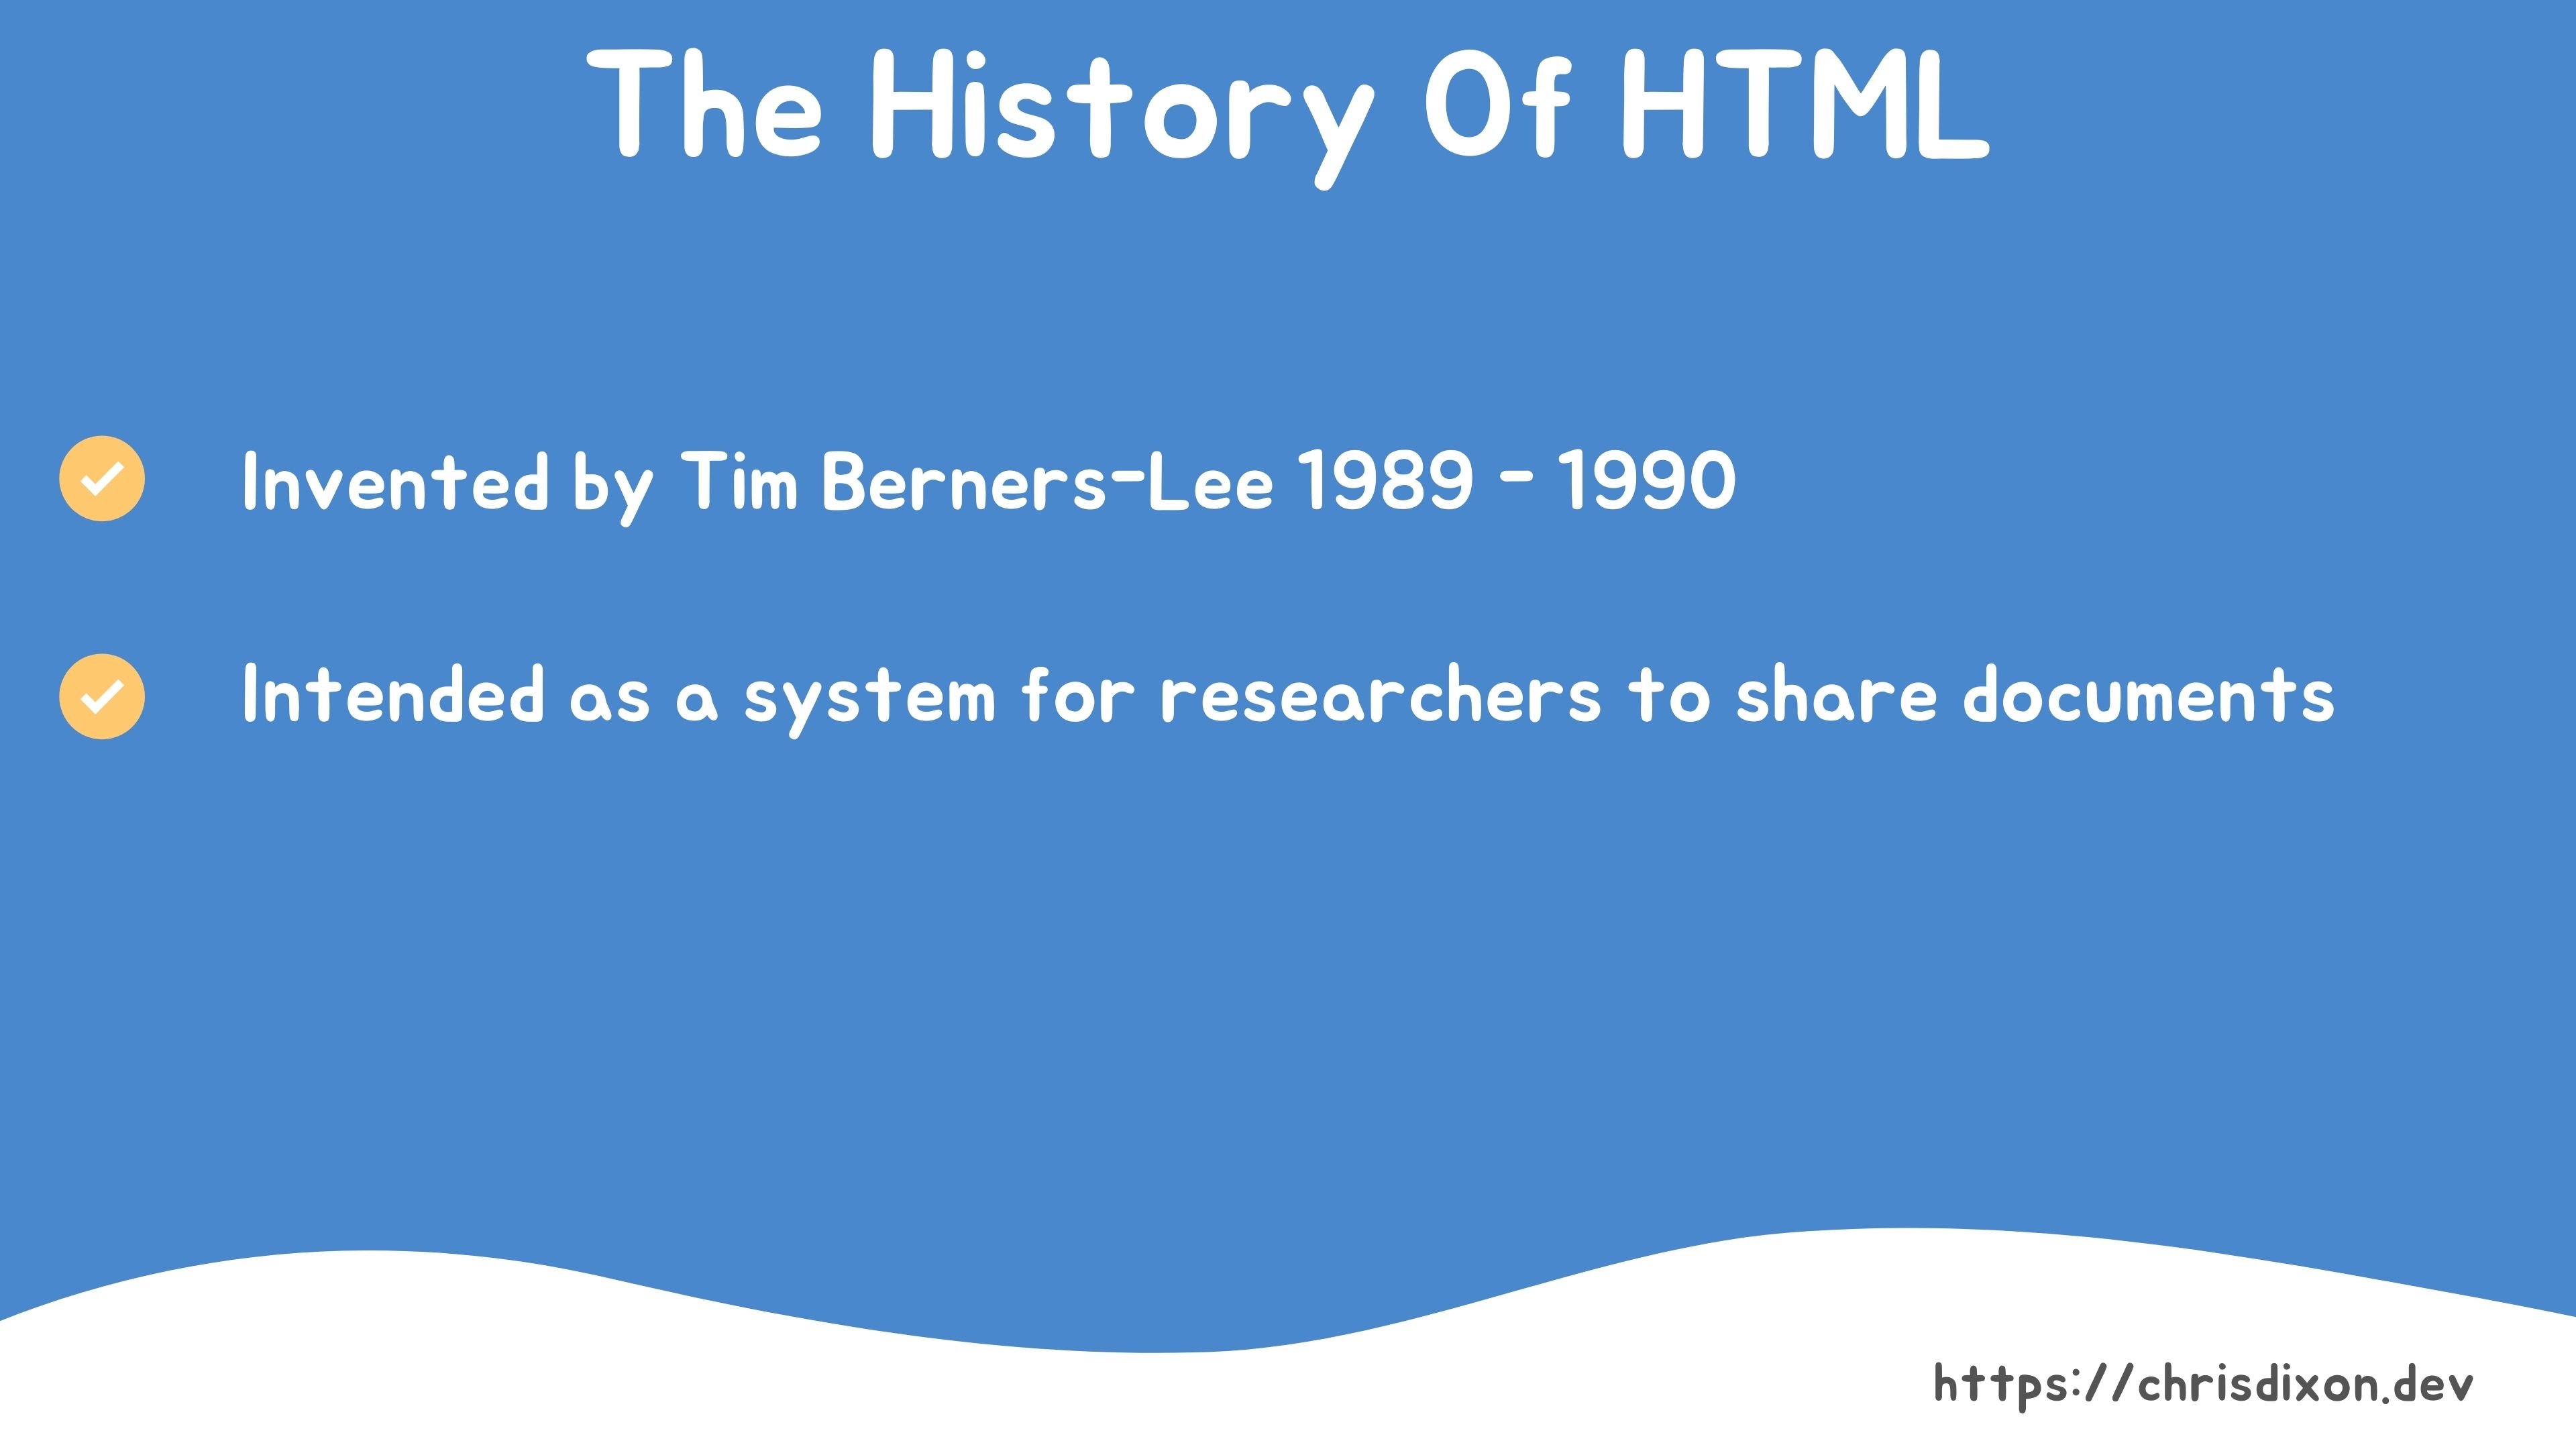 The History Of HTML
Invented by Tim Berners-Lee 1989 - 1990
Intended as a system for researchers to share documents
https://chrisdixon.dev